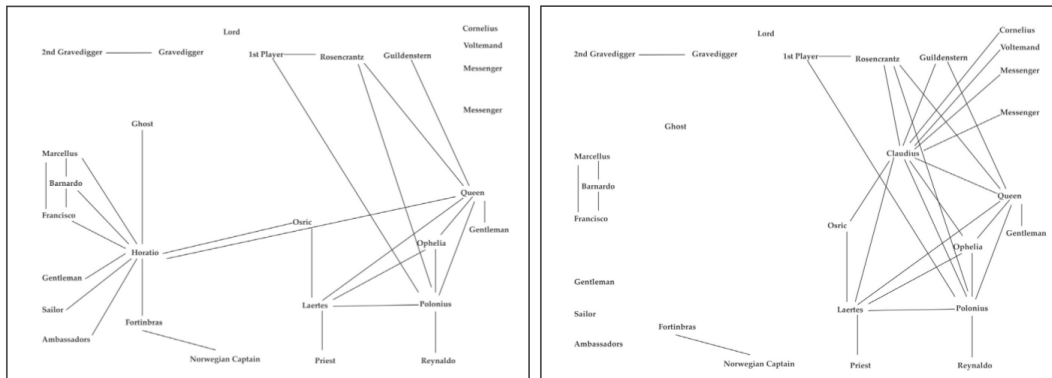 Lord
Cornelius
2nd Gravedigger
Gravedigger
1st Player
Rosencrantz
Guildenstern
Voltemand
Messenger
Messenger
Ghost
Marcellus
Barnardo
Francisco
Queen
Osric
Gentleman
Ophelia
Horatio
Gentleman
Sailor
Laertes
Polonius
Fortinbras
Ambassadors
Norwegian Captain
Priest
Reynaldo
Lord
Cornelius
2nd Gravedigger
Gravedigger
1st Player
Rosencrantz
Guildenstern
Voltemand
Messenger
Messenger
Ghost
Marcellus
Claudius
Barnardo
Francisco
Queen
Osric
Gentleman
Ophelia
Gentleman
Sailor
Laertes
Polonius
Fortinbras
Ambassadors
Norwegian Captain
Priest
Reynaldo